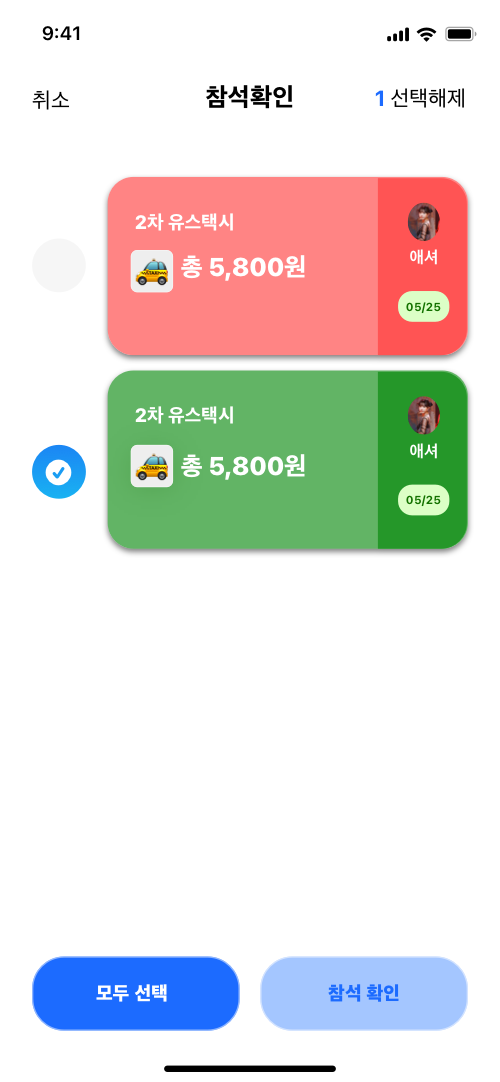 9:41
취소
참석확인
1 선택해제
2차 유스택시
총 5,800원
애셔
05/25
2차 유스택시
총 5,800원
애셔
05/25
모두 선택
참석 확인